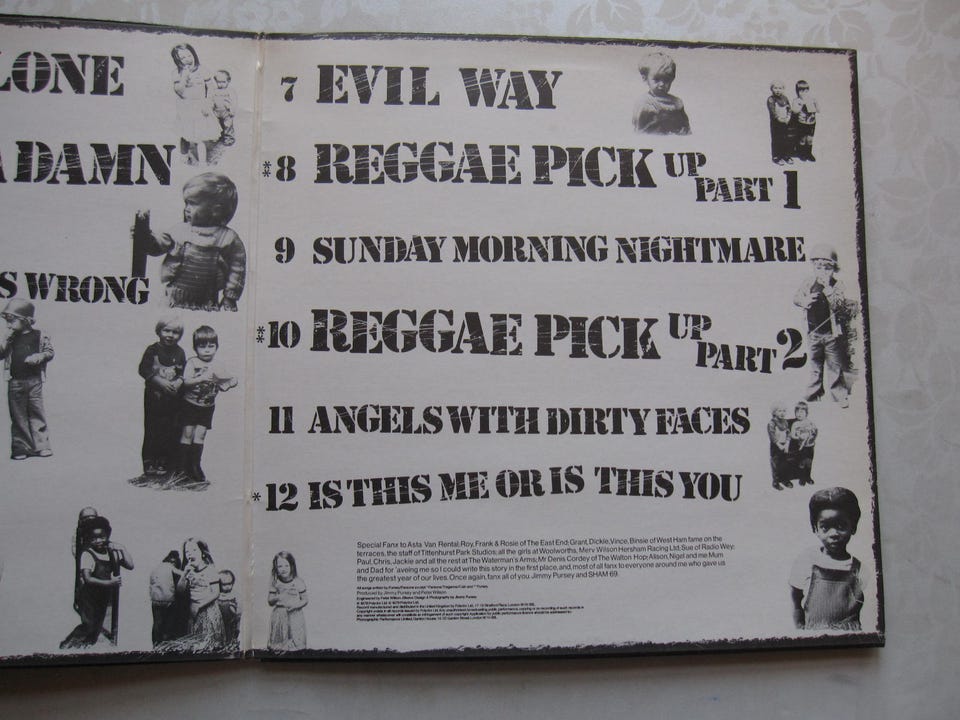 LONE
A DAMN
S WRONG
7 EVIL WAY
*8 REGGAE PICK UP PART 1
9 SUNDAY MORNING NIGHTMARE
*10 REGGAE PICK UP PART 2
11 ANGELS WITH DIRTY FACES
*12 IS THIS ME OR IS THIS YOU
Special Fanx to Asta Van Rental; Roy, Frank & Rosie of The East End; Grant, Dickie, Vince, Binsie of West Ham fame on the
terraces, the staff of Tittenhurst Park Studios; all the girls at Woolworths, Merv Wilson Hersham Racing Ltd, Sue of Radio Wey;
Paul, Chris, Jackie and all the rest at The Waterman's Arms; Mr Denis Cordey of The Walton Hop; Alison, Nigel and me Mum
and Dad for 'aveing me so I could write this story in the first place, and, most of all fanx to everyone around me who gave us
the greatest year of our lives. Once again, fanx all of you Jimmy Pursey and SHAM 69.
Produced by Jimmy Pursey and Peter Wilson